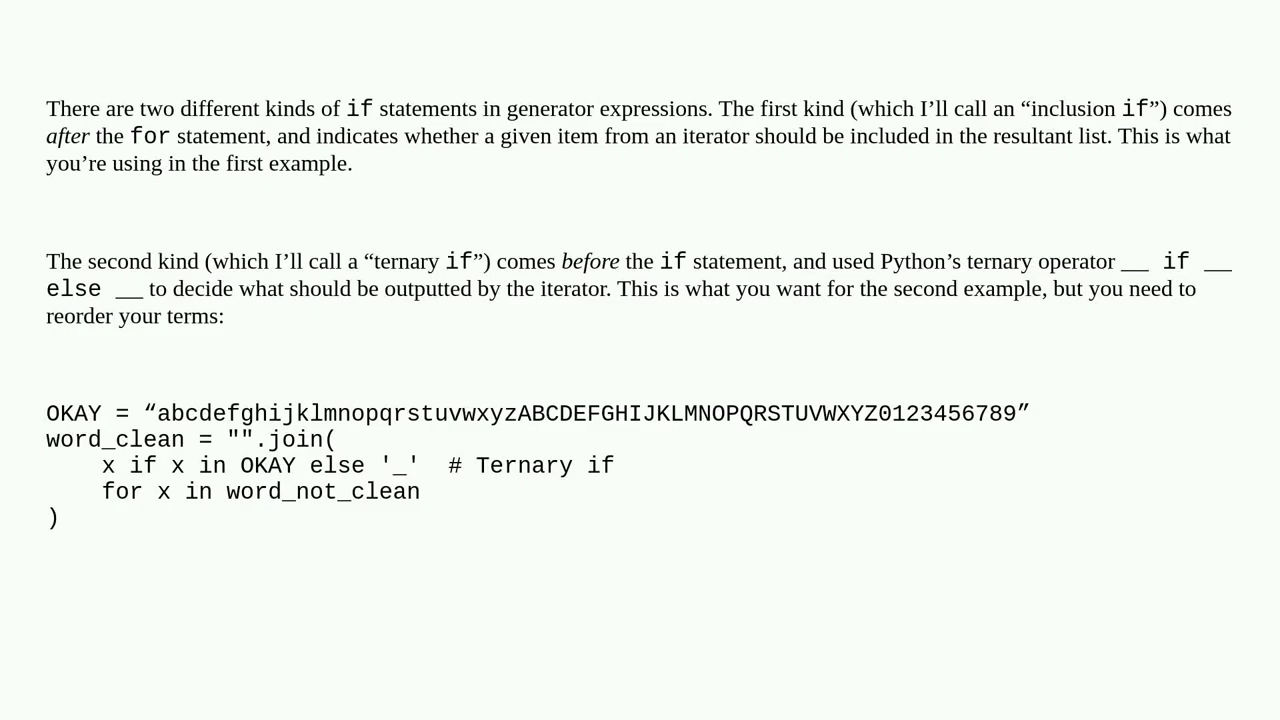 There are two different kinds of if statements in generator expressions. The first kind (which I’ll call an “inclusion if”) comes
after the for statement, and indicates whether a given item from an iterator should be included in the resultant list. This is what
you’re using in the first example.
The second kind (which I’ll call a “ternary if”) comes before the if statement, and used Python’s ternary operator __ if __
else __ to decide what should be outputted by the iterator. This is what you want for the second example, but you need to
reorder your terms:
OKAY = “abcdefghijklmnopqrstuvwxyzABCDEFGHIJKLMNOPQRSTUVWXYZ0123456789”
word_clean = "".join(
    x if x in OKAY else '_'  # Ternary if
    for x in word_not_clean
)